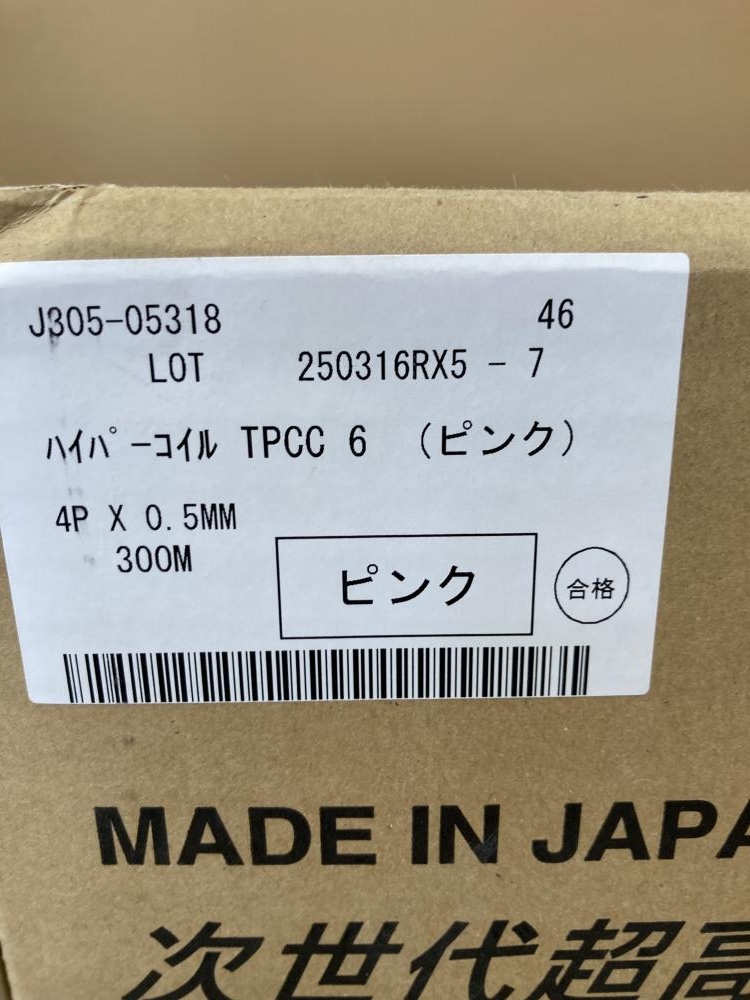 J305-05318 46
LOT 250316RX5 - 7
ﾊｲﾊﾟｰｺｲﾙ TPCC 6 (ピンク)
4P X 0.5MM
300M
ピンク 合格
MADE IN JAPA
次世代超高